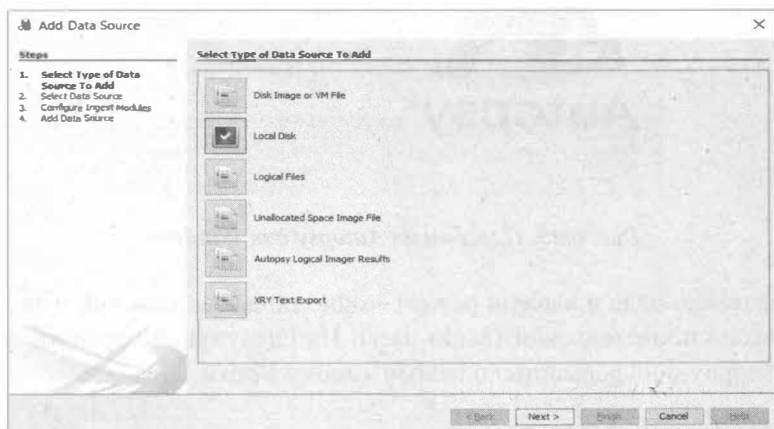 Add Data Source
Steps
1. Select Type of Data
Source To Add
2. Select Data Source
3. Configure Ingest Modules
4. Add Data Source
Select Type of Data Source To Add
Disk Image or VM File
Local Disk
Logical Files
Unallocated Space Image File
Autopsy Logical Imager Results
XRY Text Export
< Back
Next >
Finish
Cancel
Help